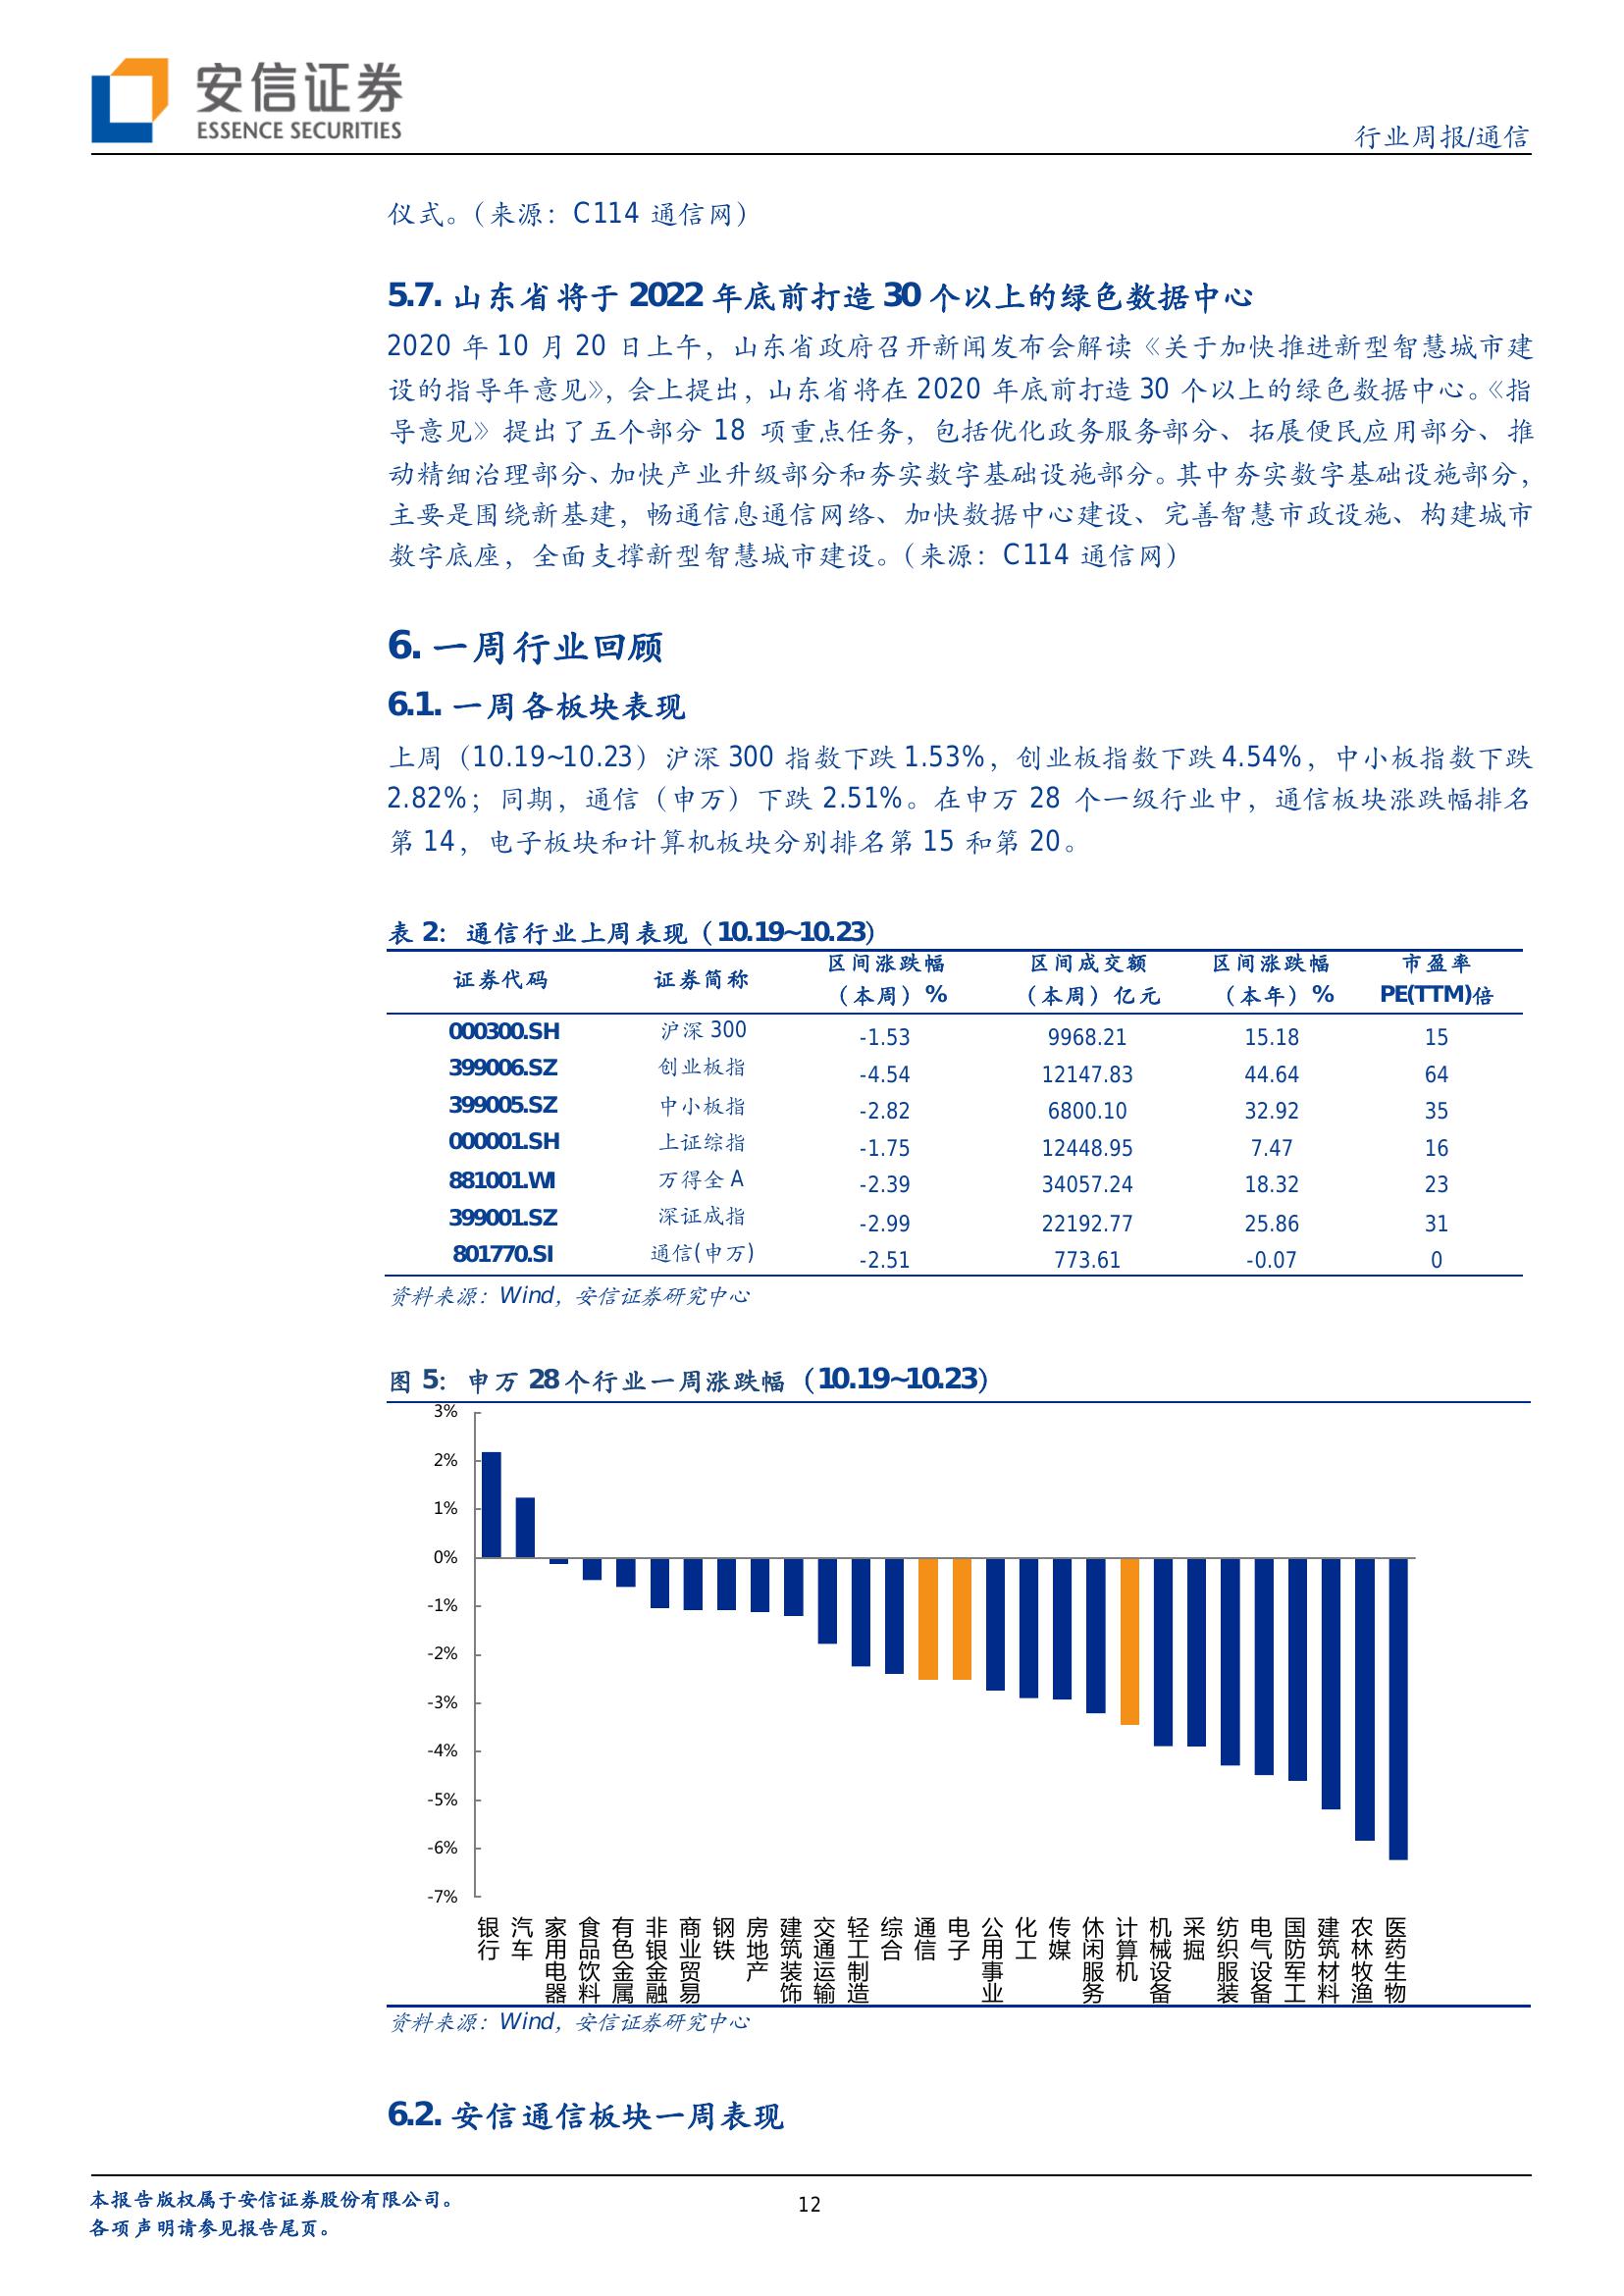 安信证券
ESSENCE SECURITIES
行业周报/通信
仪式。（来源：C114 通信网）
5.7. 山东省将于 2022 年底前打造 30 个以上的绿色数据中心
2020 年 10 月 20 日上午，山东省政府召开新闻发布会解读《关于加快推进新型智慧城市建
设的指导年意见》，会上提出，山东省将在 2020 年底前打造 30 个以上的绿色数据中心。《指
导意见》提出了五个部分 18 项重点任务，包括优化政务服务部分、拓展便民应用部分、推
动精细治理部分、加快产业升级部分和夯实数字基础设施部分。其中夯实数字基础设施部分，
主要是围绕新基建，畅通信息通信网络、加快数据中心建设、完善智慧市政设施、构建城市
数字底座，全面支撑新型智慧城市建设。（来源：C114 通信网）
6. 一周行业回顾
6.1. 一周各板块表现
上周（10.19~10.23）沪深 300 指数下跌 1.53%，创业板指数下跌 4.54%，中小板指数下跌
2.82%；同期，通信（申万）下跌 2.51%。在申万 28 个一级行业中，通信板块涨跌幅排名
第 14，电子板块和计算机板块分别排名第 15 和第 20。
表 2：通信行业上周表现（10.19~10.23）
证券代码 证券简称 区间涨跌幅（本周）% 区间成交额（本周）亿元 区间涨跌幅（本年）% 市盈率 PE(TTM)倍
000300.SH 沪深 300 -1.53 9968.21 15.18 15
399006.SZ 创业板指 -4.54 12147.83 44.64 64
399005.SZ 中小板指 -2.82 6800.10 32.92 35
000001.SH 上证综指 -1.75 12448.95 7.47 16
881001.WI 万得全 A -2.39 34057.24 18.32 23
399001.SZ 深证成指 -2.99 22192.77 25.86 31
801770.SI 通信(申万) -2.51 773.61 -0.07 0
资料来源：Wind，安信证券研究中心
图 5：申万 28 个行业一周涨跌幅（10.19~10.23）
3%
2%
1%
0%
-1%
-2%
-3%
-4%
-5%
-6%
-7%
银行 汽车 家用电器 食品饮料 有色金属 非银金融 商业贸易 钢铁 房地产 建筑装饰 交通运输 轻工制造 综合 通信 电子 公用事业 化工 传媒 休闲服务 计算机 机械设备 采掘 纺织服装 电气设备 国防军工 建筑材料 农林牧渔 医药生物
资料来源：Wind，安信证券研究中心
6.2. 安信通信板块一周表现
本报告版权属于安信证券股份有限公司。
各项声明请参见报告尾页。
12